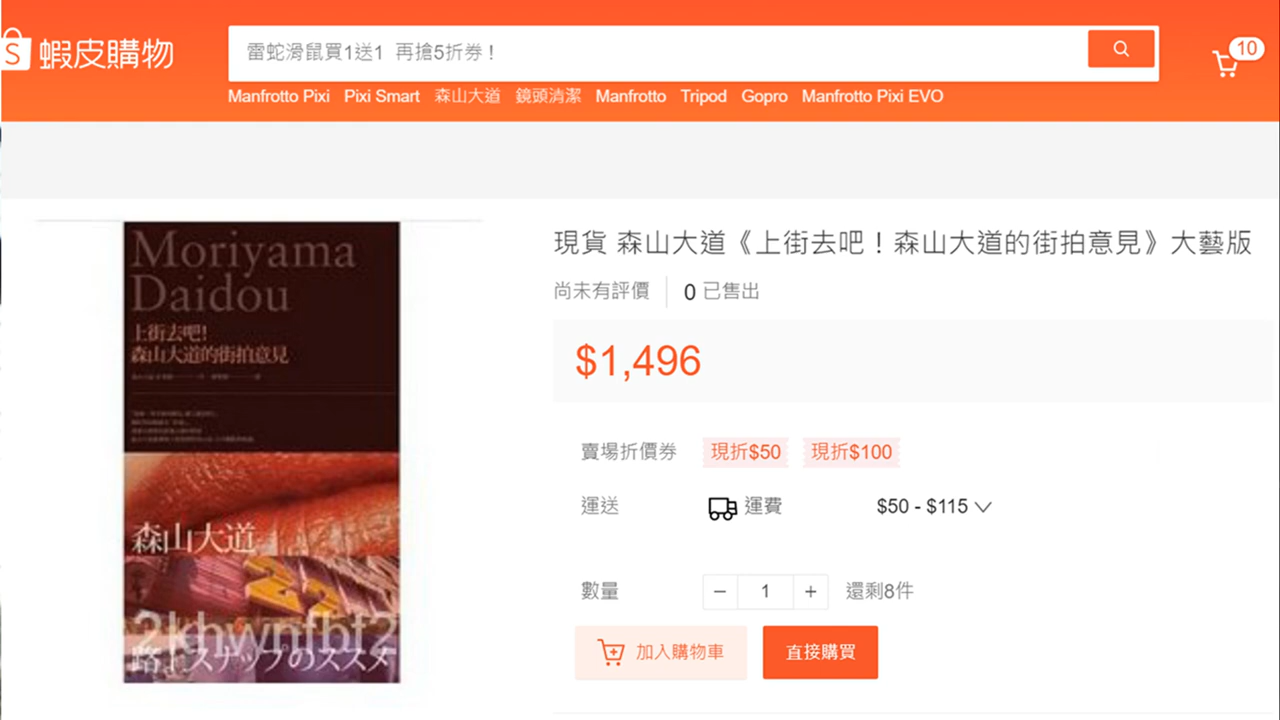 蝦皮購物
雷蛇滑鼠買1送1 再搶5折券!
10
Manfrotto Pixi Pixi Smart 森山大道 鏡頭清潔 Manfrotto Tripod Gopro Manfrotto Pixi EVO
Moriyama
Daidou
上街去吧!
森山大道的街拍意見
森山大道
2khwnfbf2
路上スナップのススメ
現貨 森山大道《上街去吧!森山大道的街拍意見》大藝版
尚未有評價 0 已售出
$1,496
賣場折價券 現折$50 現折$100
運送 運費 $50 - $115
數量 − 1 + 還剩8件
加入購物車 直接購買